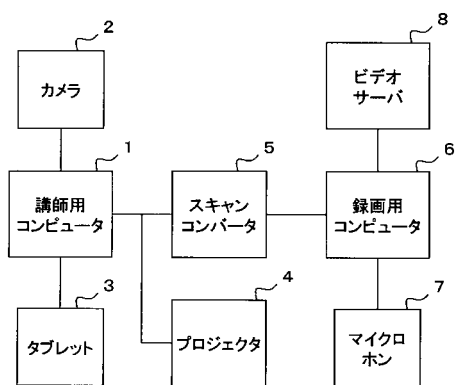 2
カメラ
8
ビデオ
サーバ
1
講師用
コンピュータ
5
スキャン
コンバータ
6
録画用
コンピュータ
3
タブレット
4
プロジェクタ
7
マイクロ
ホン